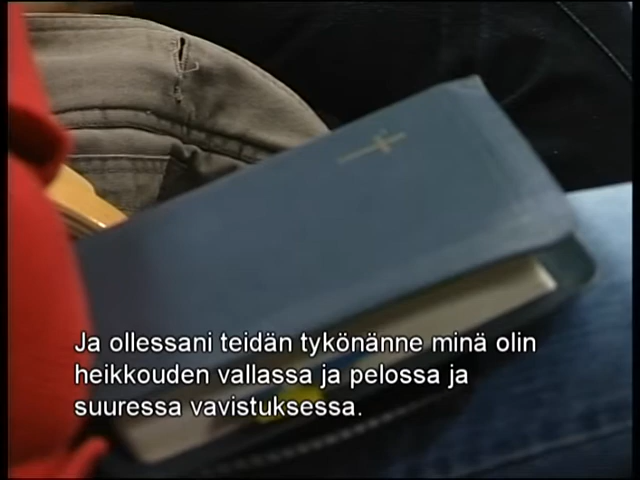 Ja ollessani teidän tykönänne minä olin
heikkouden vallassa ja pelossa ja
suuressa vavistuksessa.